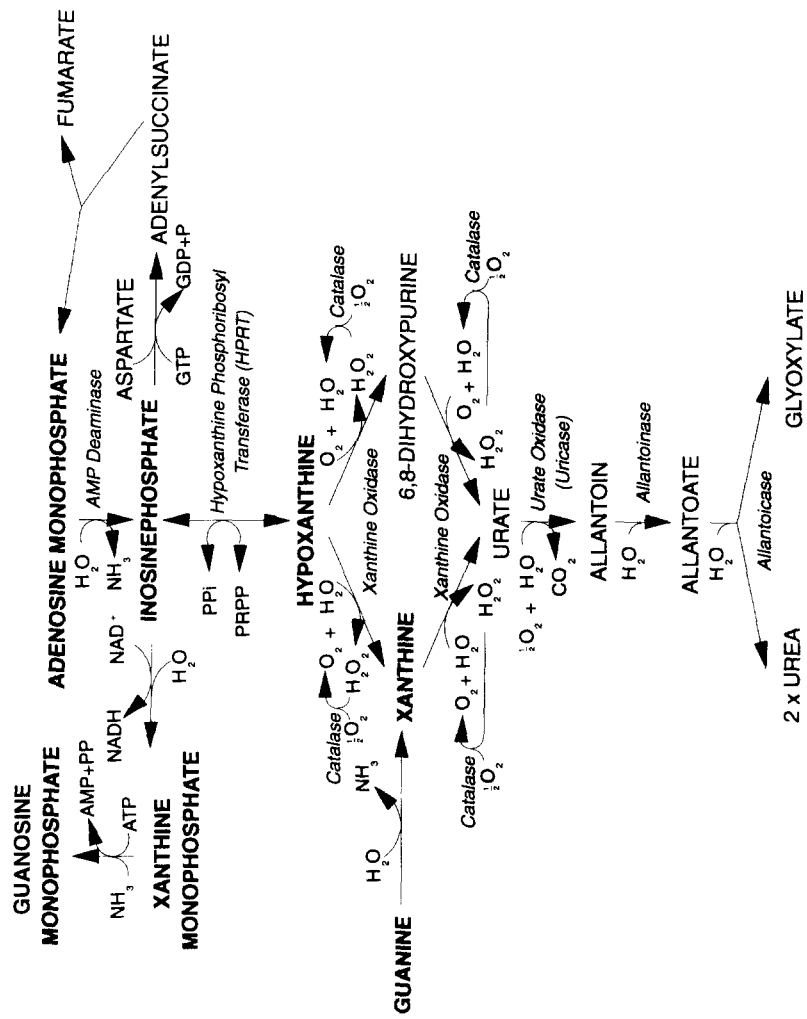 GUANOSINE
MONOPHOSPHATE
AMP+PP
ATP
NH3
XANTHINE
MONOPHOSPHATE
NADH
NAD+
H2O
ADENOSINE MONOPHOSPHATE
H2O
NH3
AMP Deaminase
INOSINEPHOSPHATE
FUMARATE
ASPARTATE
GTP
GDP+P
ADENYLSUCCINATE
PPi
PRPP
Hypoxanthine Phosphoribosyl
Transferase (HPRT)
HYPOXANTHINE
O2 + H2O
H2O2
Catalase
½O2
Xanthine Oxidase
O2 + H2O
H2O2
Catalase
½O2
GUANINE
H2O
NH3
XANTHINE
6,8-DIHYDROXYPURINE
Catalase
½O2
O2 + H2O
H2O2
Xanthine Oxidase
O2 + H2O
H2O2
Catalase
½O2
URATE
½O2 + H2O
CO2
Urate Oxidase
(Uricase)
ALLANTOIN
H2O
Allantoinase
ALLANTOATE
H2O
Allantoicase
2 x UREA
GLYOXYLATE